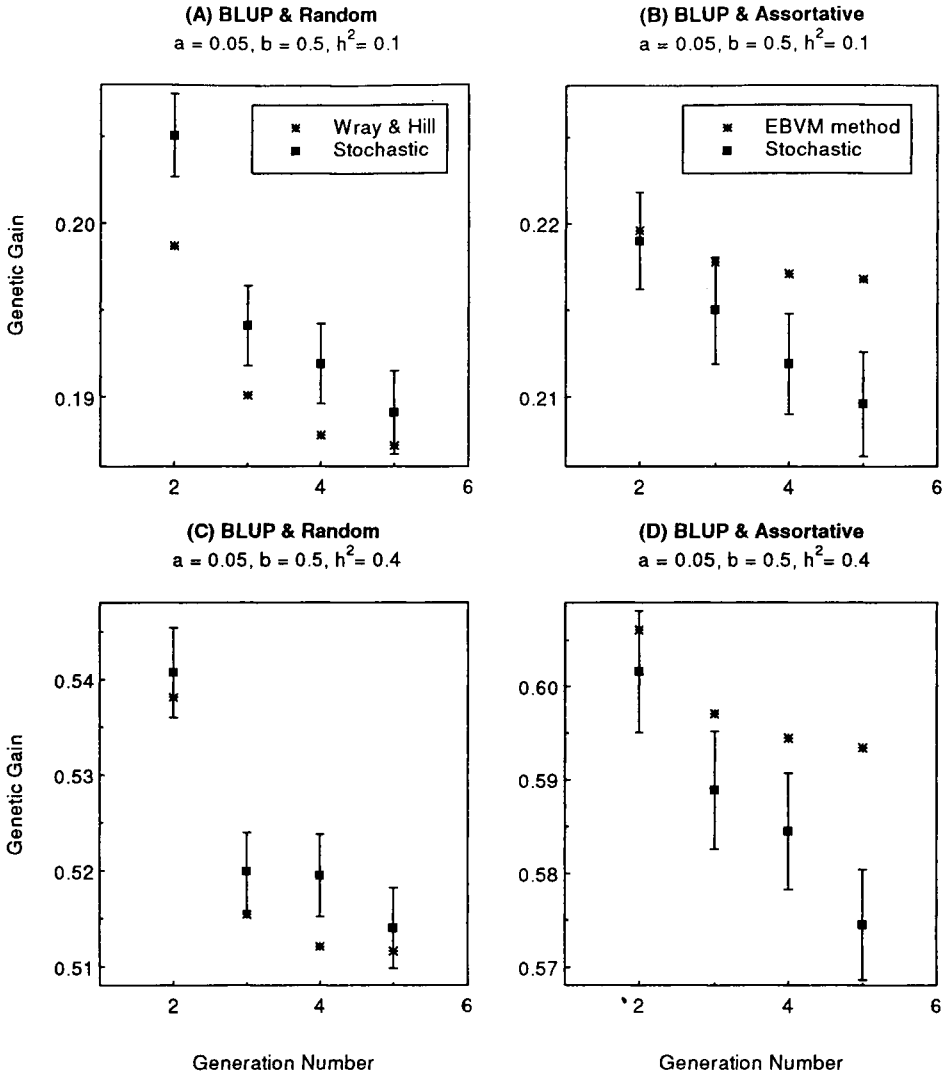 (A) BLUP & Random
a = 0.05, b = 0.5, h²= 0.1
Wray & Hill
Stochastic
Genetic Gain
0.20
0.19
2
4
6
(B) BLUP & Assortative
a = 0.05, b = 0.5, h²= 0.1
EBVM method
Stochastic
0.22
0.21
2
4
6
(C) BLUP & Random
a = 0.05, b = 0.5, h²= 0.4
Genetic Gain
0.54
0.53
0.52
0.51
2
4
6
Generation Number
(D) BLUP & Assortative
a = 0.05, b = 0.5, h²= 0.4
0.60
0.59
0.58
0.57
2
4
6
Generation Number